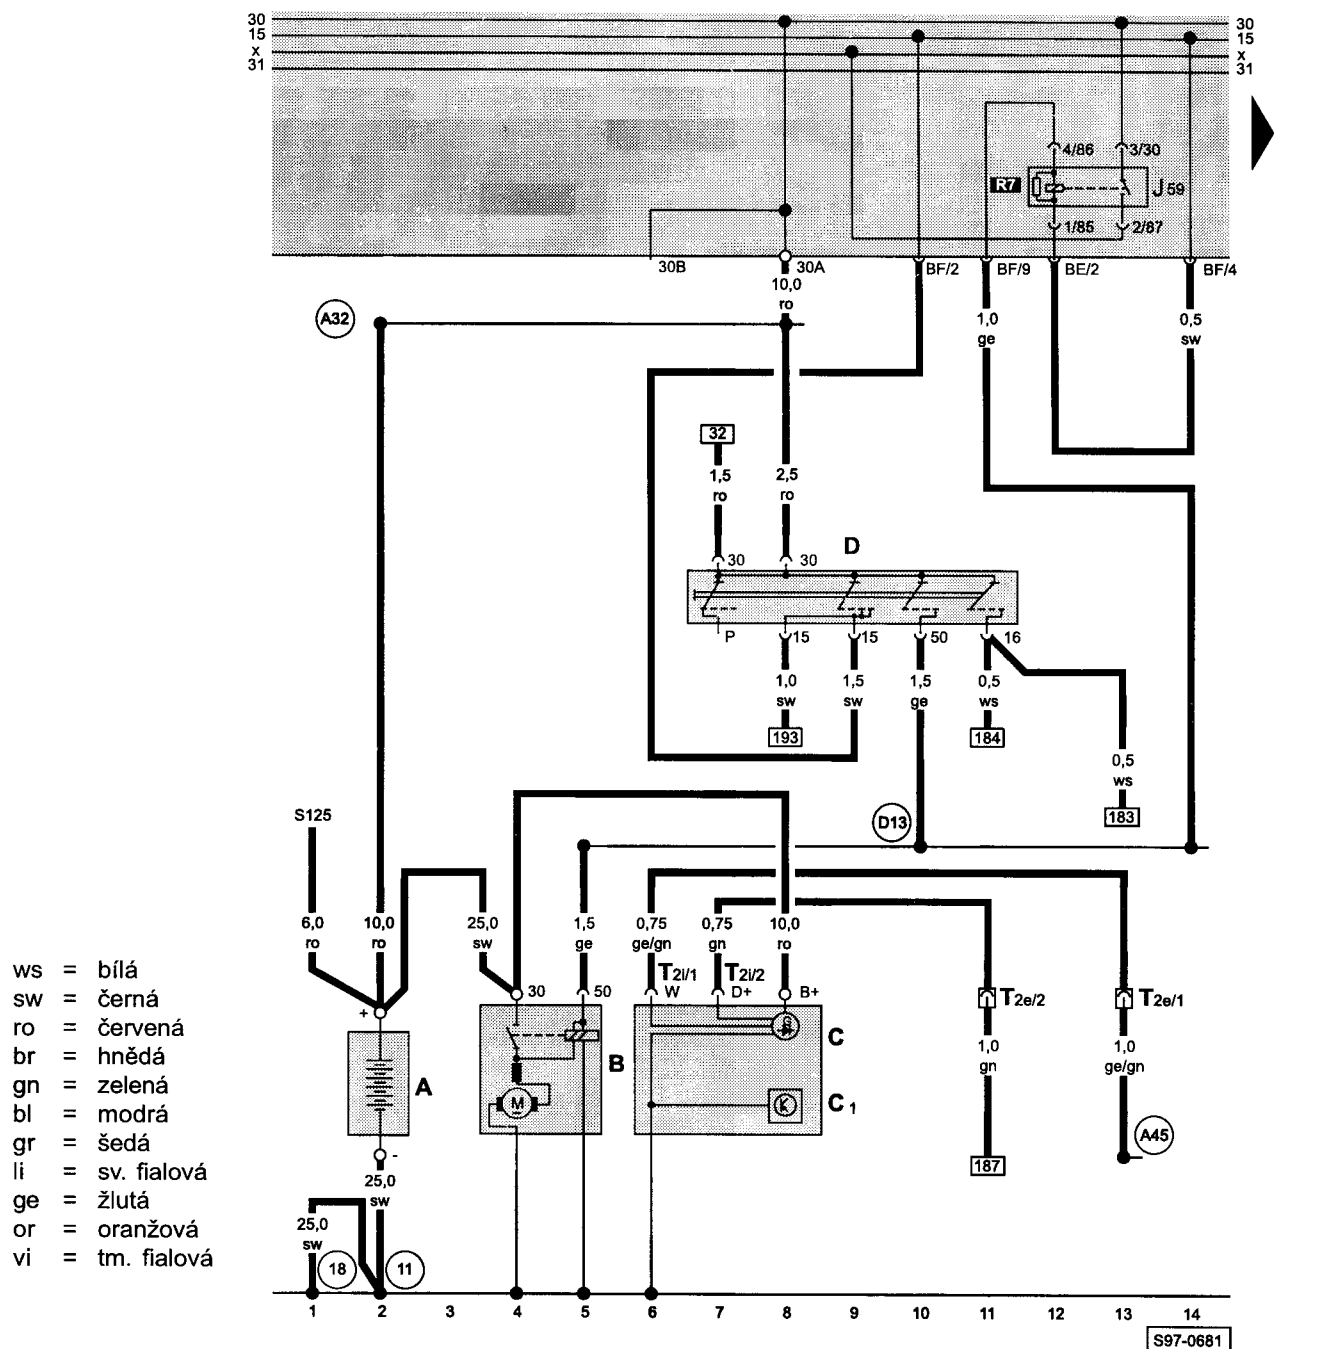 30 30
15 15
x x
31 31
4/86 3/30
R7 J 59
1/85 2/87
30B 30A BF/2 BF/9 BE/2 BF/4
10,0
ro
A32
1,0 0,5
ge sw
32
1,5 2,5
ro ro
D
30 30
P 15 15 50 16
1,0 1,5 1,5 0,5
sw sw ge ws
193 184
0,5
ws
183
S125
D13
6,0 10,0 25,0 1,5 0,75 0,75 10,0
ro ro sw ge ge/gn gn ro
T2i/1 T2i/2
30 50 W D+ B+
+
T2e/2 T2e/1
S
C
1,0 1,0
gn ge/gn
A B
M
C 1
A45
-
187
25,0
sw
25,0
sw
18 11
ws = bílá
sw = černá
ro = červená
br = hnědá
gn = zelená
bl = modrá
gr = šedá
li = sv. fialová
ge = žlutá
or = oranžová
vi = tm. fialová
1 2 3 4 5 6 7 8 9 10 11 12 13 14
S97-0681